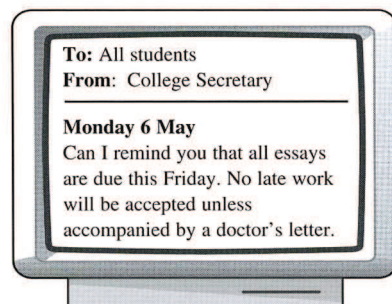 To: All students
From: College Secretary
Monday 6 May
Can I remind you that all essays
are due this Friday. No late work
will be accepted unless
accompanied by a doctor's letter.